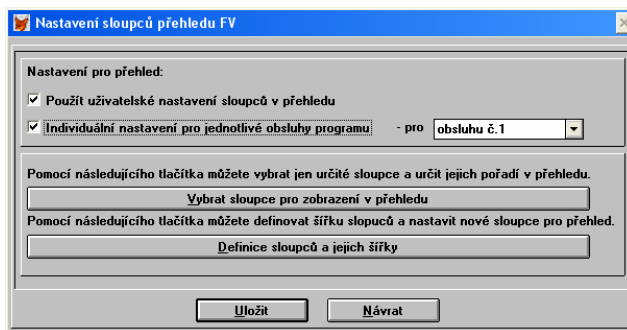 Nastavení sloupců přehledu FV
Nastavení pro přehled:
Použít uživatelské nastavení sloupců v přehledu
Individuální nastavení pro jednotlivé obsluhy programu - pro obsluhu č.1
Pomocí následujícího tlačítka můžete vybrat jen určité sloupce a určit jejich pořadí v přehledu.
Vybrat sloupce pro zobrazení v přehledu
Pomocí následujícího tlačítka můžete definovat šířku slopuců a nastavit nové sloupce pro přehled.
Definice sloupců a jejich šířky
Uložit Návrat